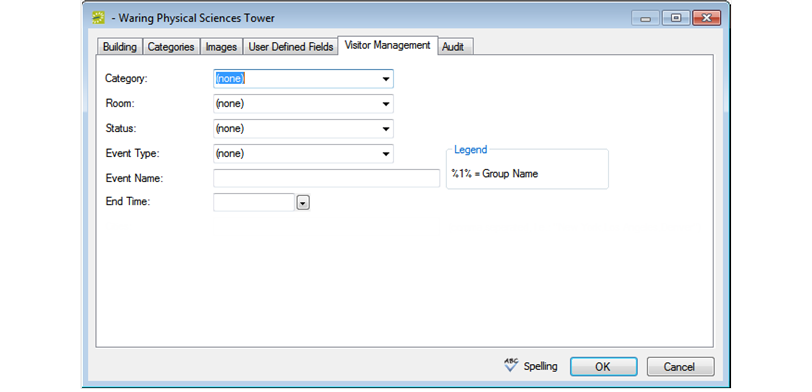 - Waring Physical Sciences Tower
Building Categories Images User Defined Fields Visitor Management Audit
Category: (none)
Room: (none)
Status: (none)
Event Type: (none)
Legend
%1% = Group Name
Event Name:
End Time:
ABC Spelling OK Cancel